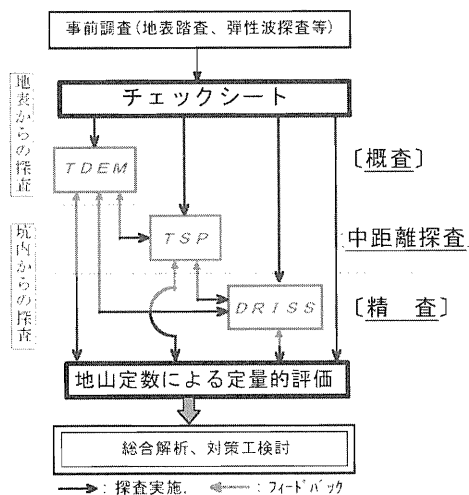 事前調査(地表踏査、弾性波探査等)
チェックシート
地表からの探査
TDEM
〔概査〕
TSP
中距離探査
坑内からの探査
DRISS
〔精 査〕
地山定数による定量的評価
総合解析、対策工検討
:探査実施. :フィードバック